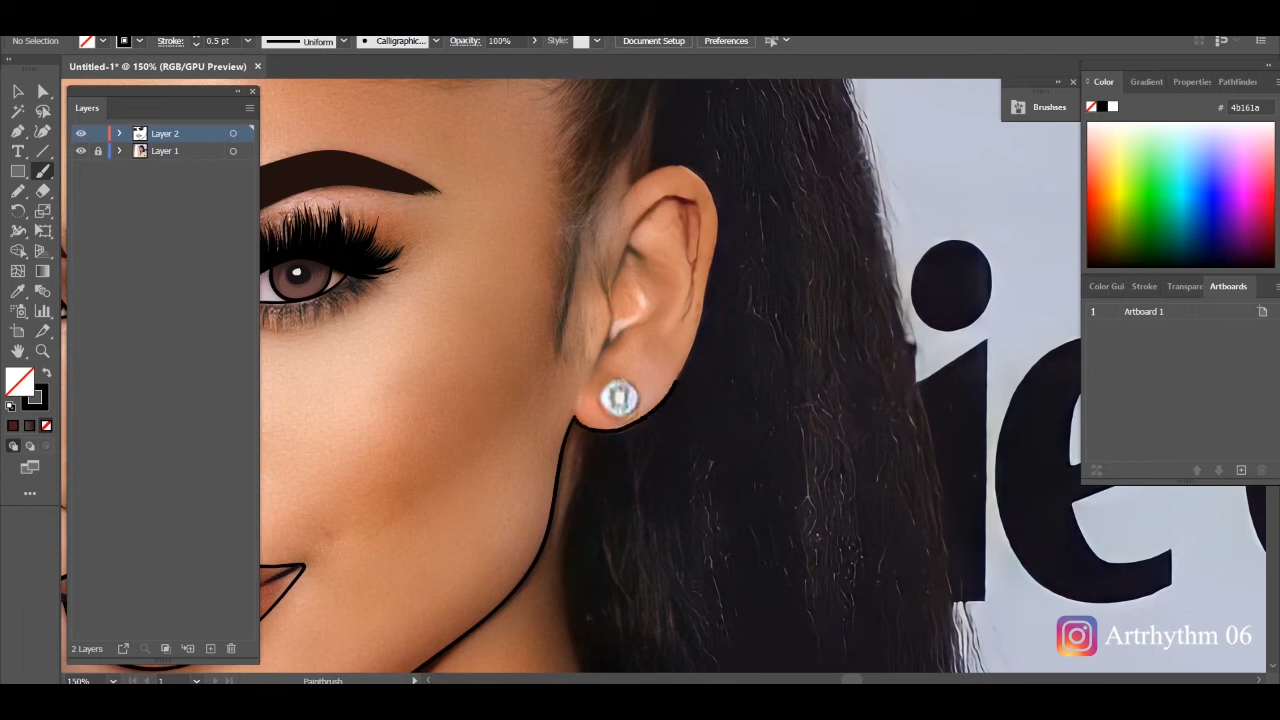 No Selection Stroke: 0.5 pt Uniform Calligraphic... Opacity: 100% Style: Document Setup Preferences
Untitled-1* @ 150% (RGB/GPU Preview)
Layers
Layer 2
Layer 1
2 Layers
Brushses
Color Gradient Properties Pathfinder
# 4b161a
Color Gui Stroke Transpare Artboards
1 Artboard 1
ie
Artrhythm 06
150% 1 Paintbrush